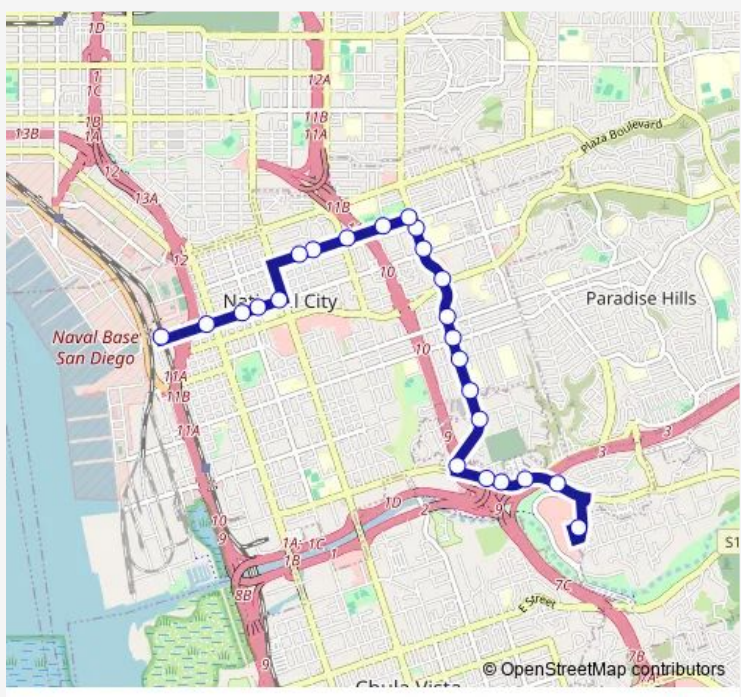 1D
1
1C
12A
1B
1A
11B
11A
13B
12
13A
Plaza Boulevard
11B
12
10
National City
Paradise Hills
Naval Base
San Diego
10
11A
11B
11A
9
3
3
1D
2
9
10
9
1A; 1C
1B
1
S1
8B
7C
E Street
9
7B
© OpenStreetMap contributors